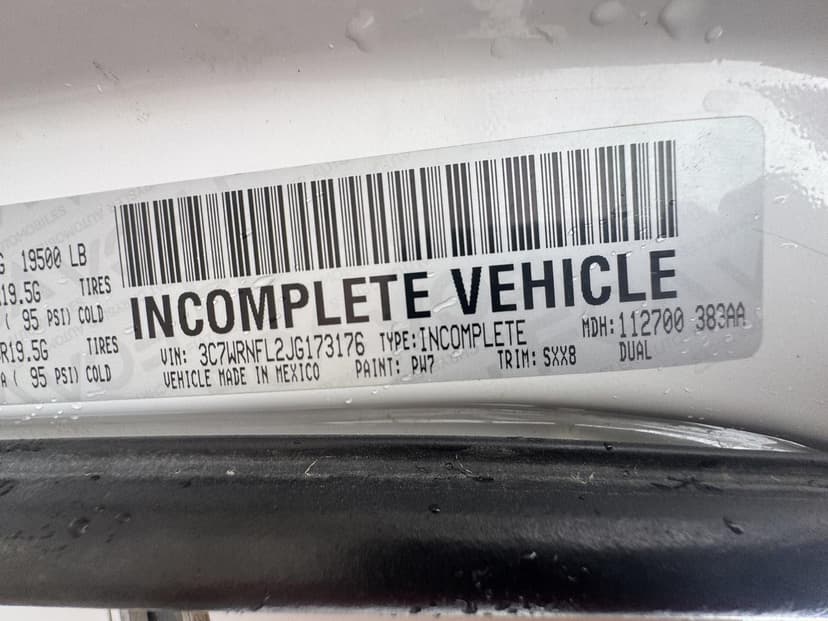 G 19500 LB
R19.5G TIRES
( 95 PSI) COLD
R19.5G TIRES
A ( 95 PSI) COLD
INCOMPLETE VEHICLE
VIN: 3C7WRNFL2JG173176 TYPE:INCOMPLETE MDH:112700 383AA
VEHICLE MADE IN MEXICO PAINT: PW7 TRIM: SXX8 DUAL